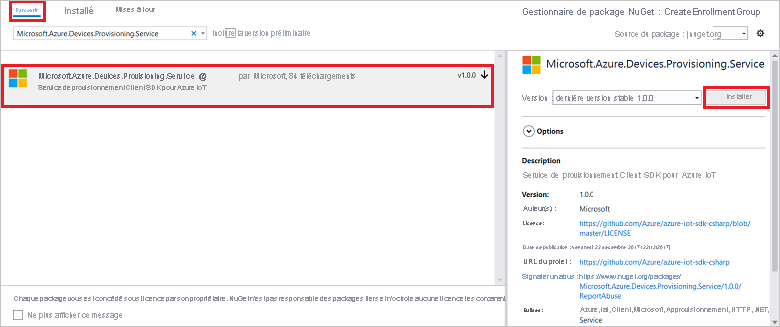 Parcourir Installé Mises à jour
Gestionnaire de package NuGet : CreateEnrollmentGroup
Microsoft.Azure.Devices.Provisioning.Service
Inclure la version préliminaire
Source du package : nuget.org
Microsoft.Azure.Devices.Provisioning.Service
par Microsoft, 84 téléchargements
v1.0.0
Service de provisionnement Client SDK pour Azure IoT
Microsoft.Azure.Devices.Provisioning.Service
Version : dernière version stable 1.0.0
Installer
Options
Description
Service de provisionnement Client SDK pour Azure IoT
Version: 1.0.0
Auteur(s) : Microsoft
Licence : https://github.com/Azure/azure-iot-sdk-csharp/blob/
master/LICENSE
Date de publication : vendredi 22 décembre 2017
URL du projet : https://github.com/Azure/azure-iot-sdk-csharp
Signaler un abus : https://www.nuget.org/packages/
Microsoft.Azure.Devices.Provisioning.Service/1.0.0/
ReportAbuse
Azure, Iot, Client, Microsoft, Approvisionnement, HTTP, .NET,
Service
Chaque package vous est concédé sous licence par son propriétaire. NuGet n'est pas responsable des packages tiers et n'octroie aucune licence les
Ne plus afficher ce message